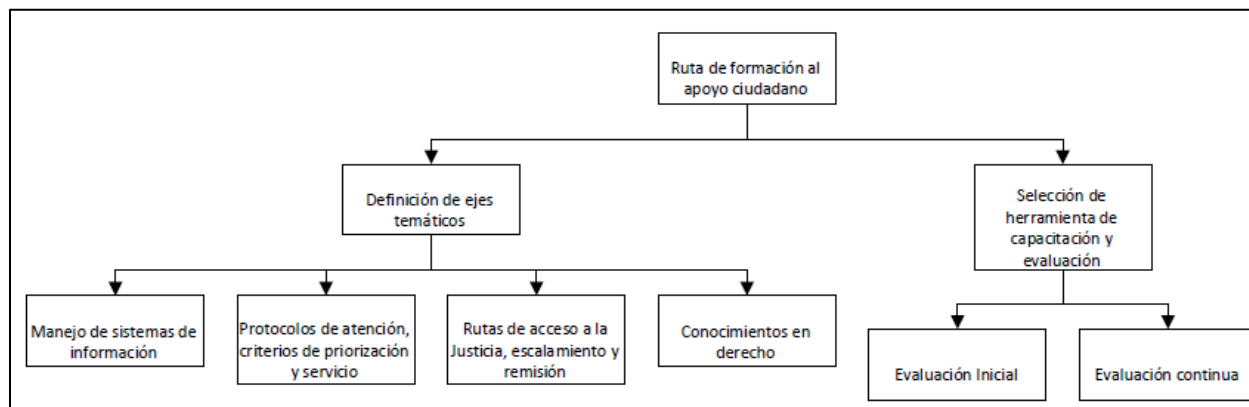 Ruta de formación al
apoyo ciudadano
Definición de ejes
temáticos
Selección de
herramienta de
capacitación y
evaluación
Manejo de sistemas de
información
Protocolos de atención,
criterios de priorización
y servicio
Rutas de acceso a la
Justicia, escalamiento y
remisión
Conocimientos en
derecho
Evaluación Inicial
Evaluación continua